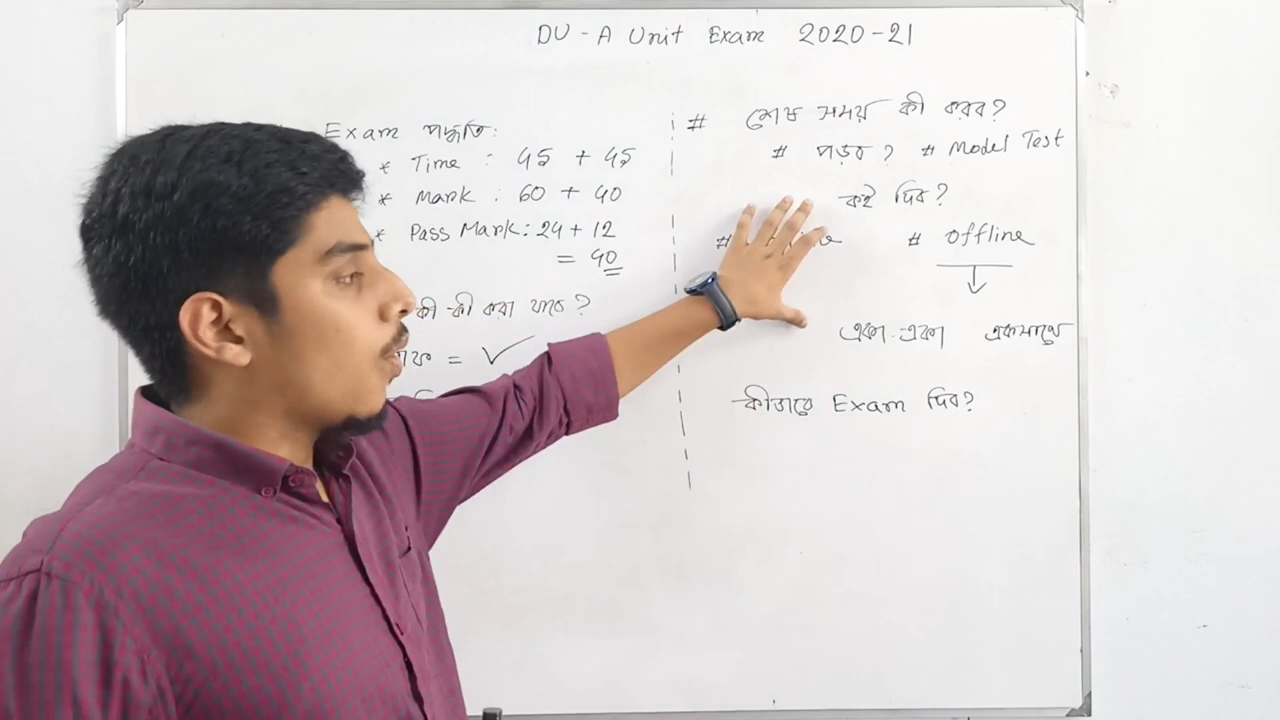 DU - A Unit Exam 2020-21
Exam পদ্ধতি:
* Time : 45 + 45
* Mark : 60 + 40
* Pass Mark: 24 + 12
= 40
কী-কী করা যাবে?
= ✓
# শেষ সময় কী করব?
# পড়ব? # Model Test
কই দিব?
# # Offline
↓
একা-একা একসাথে
কীভাবে Exam দিব?